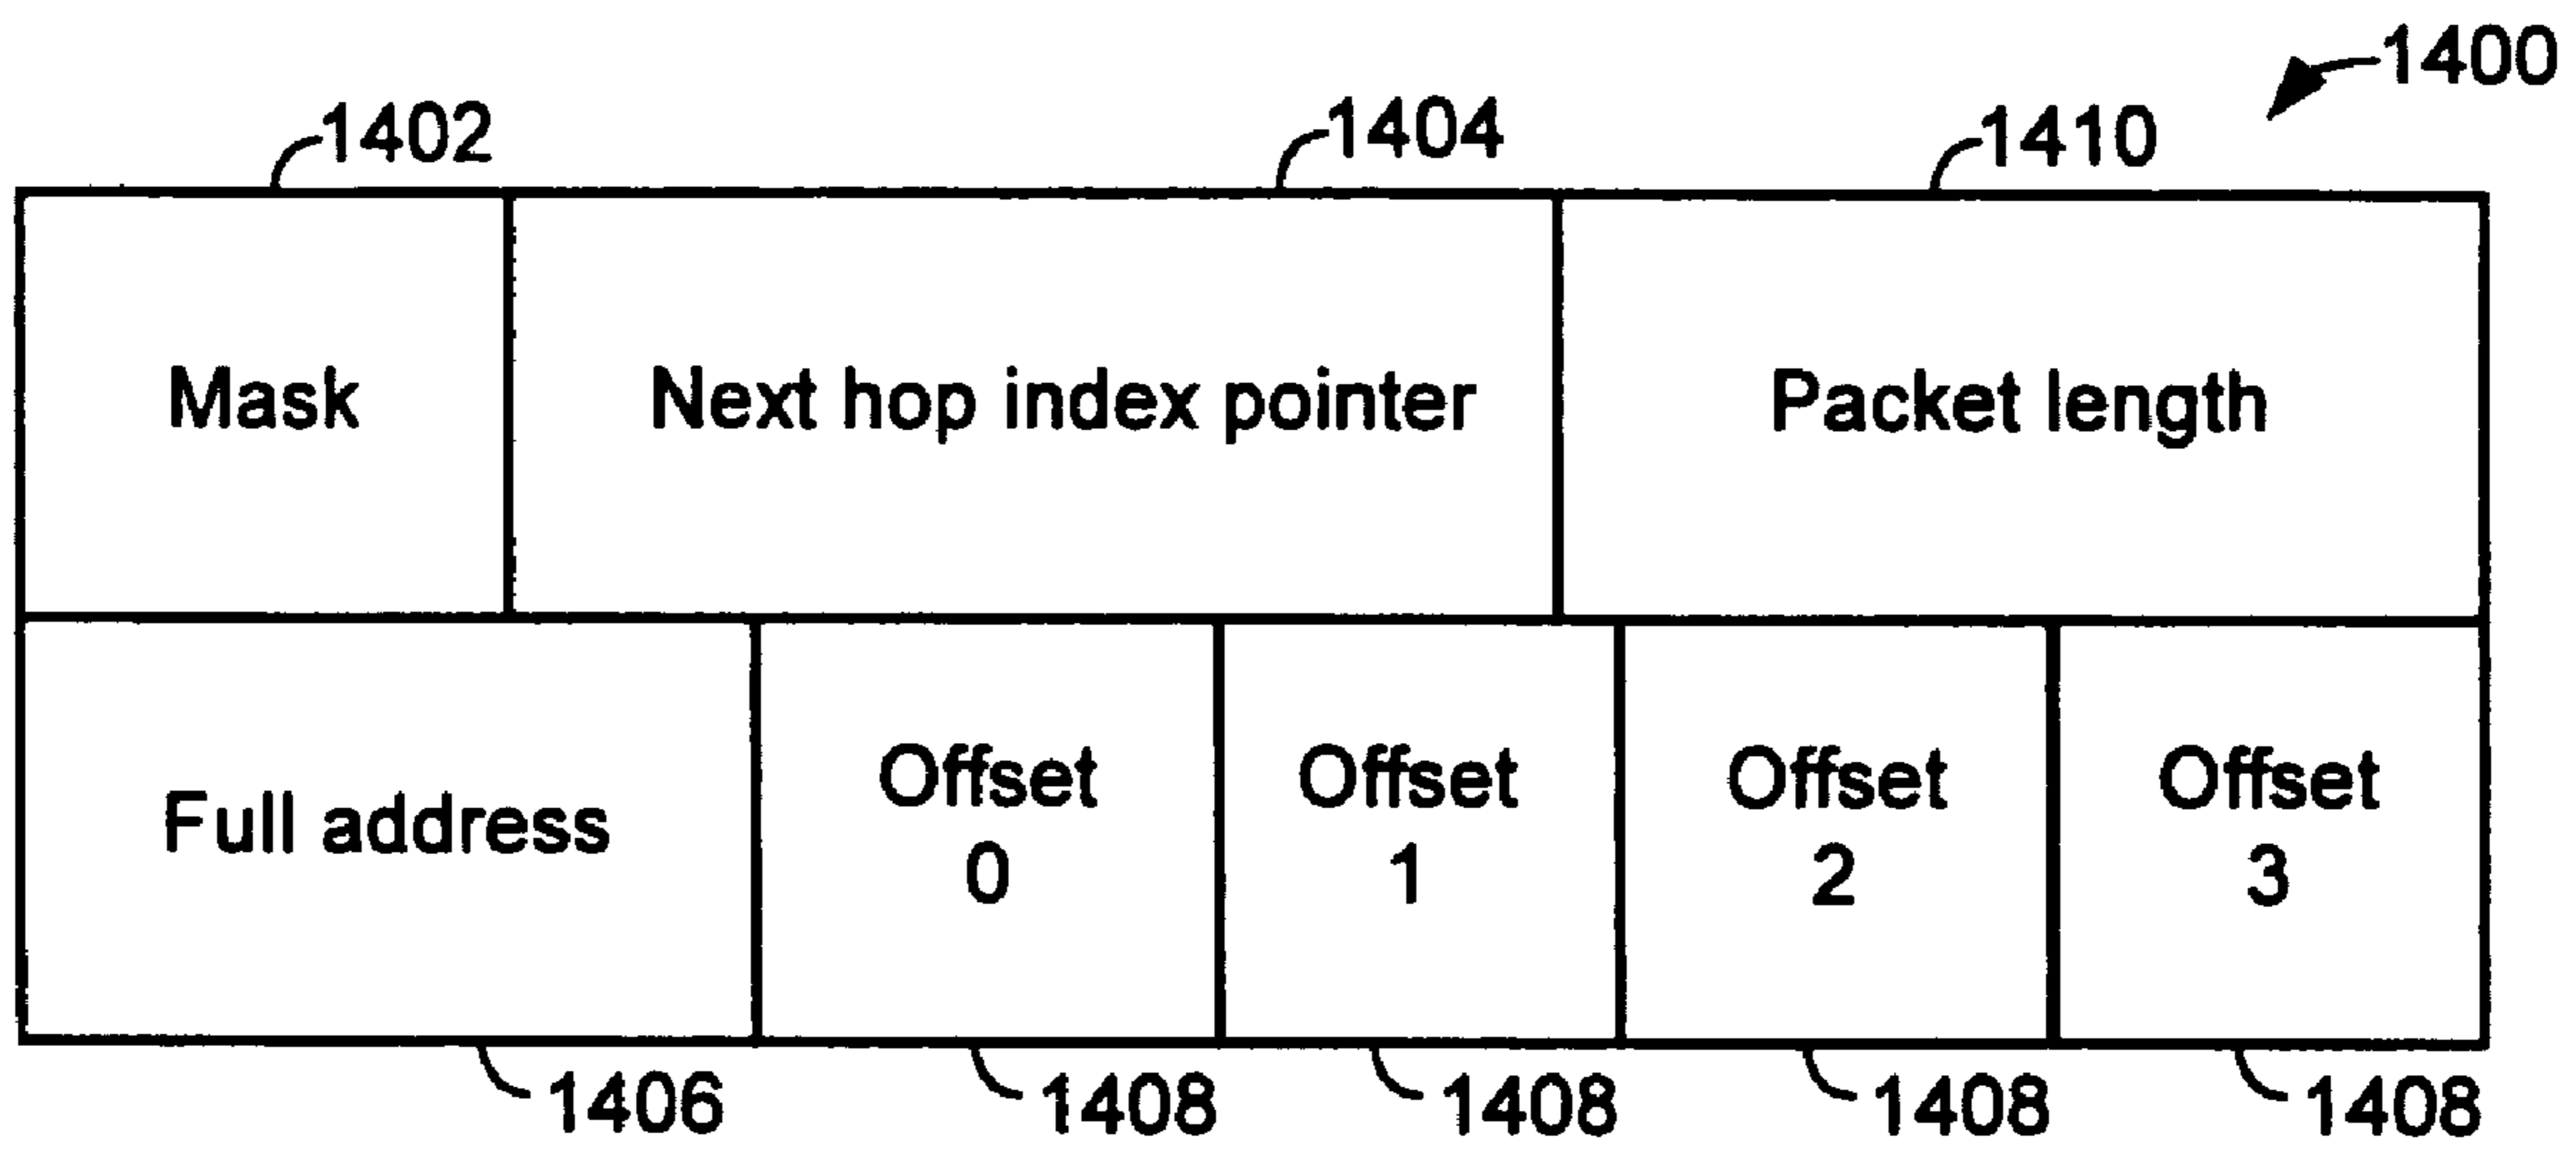 1400
1402
1404
1410
Mask
Next hop index pointer
Packet length
Full address
Offset
0
Offset
1
Offset
2
Offset
3
1406
1408
1408
1408
1408